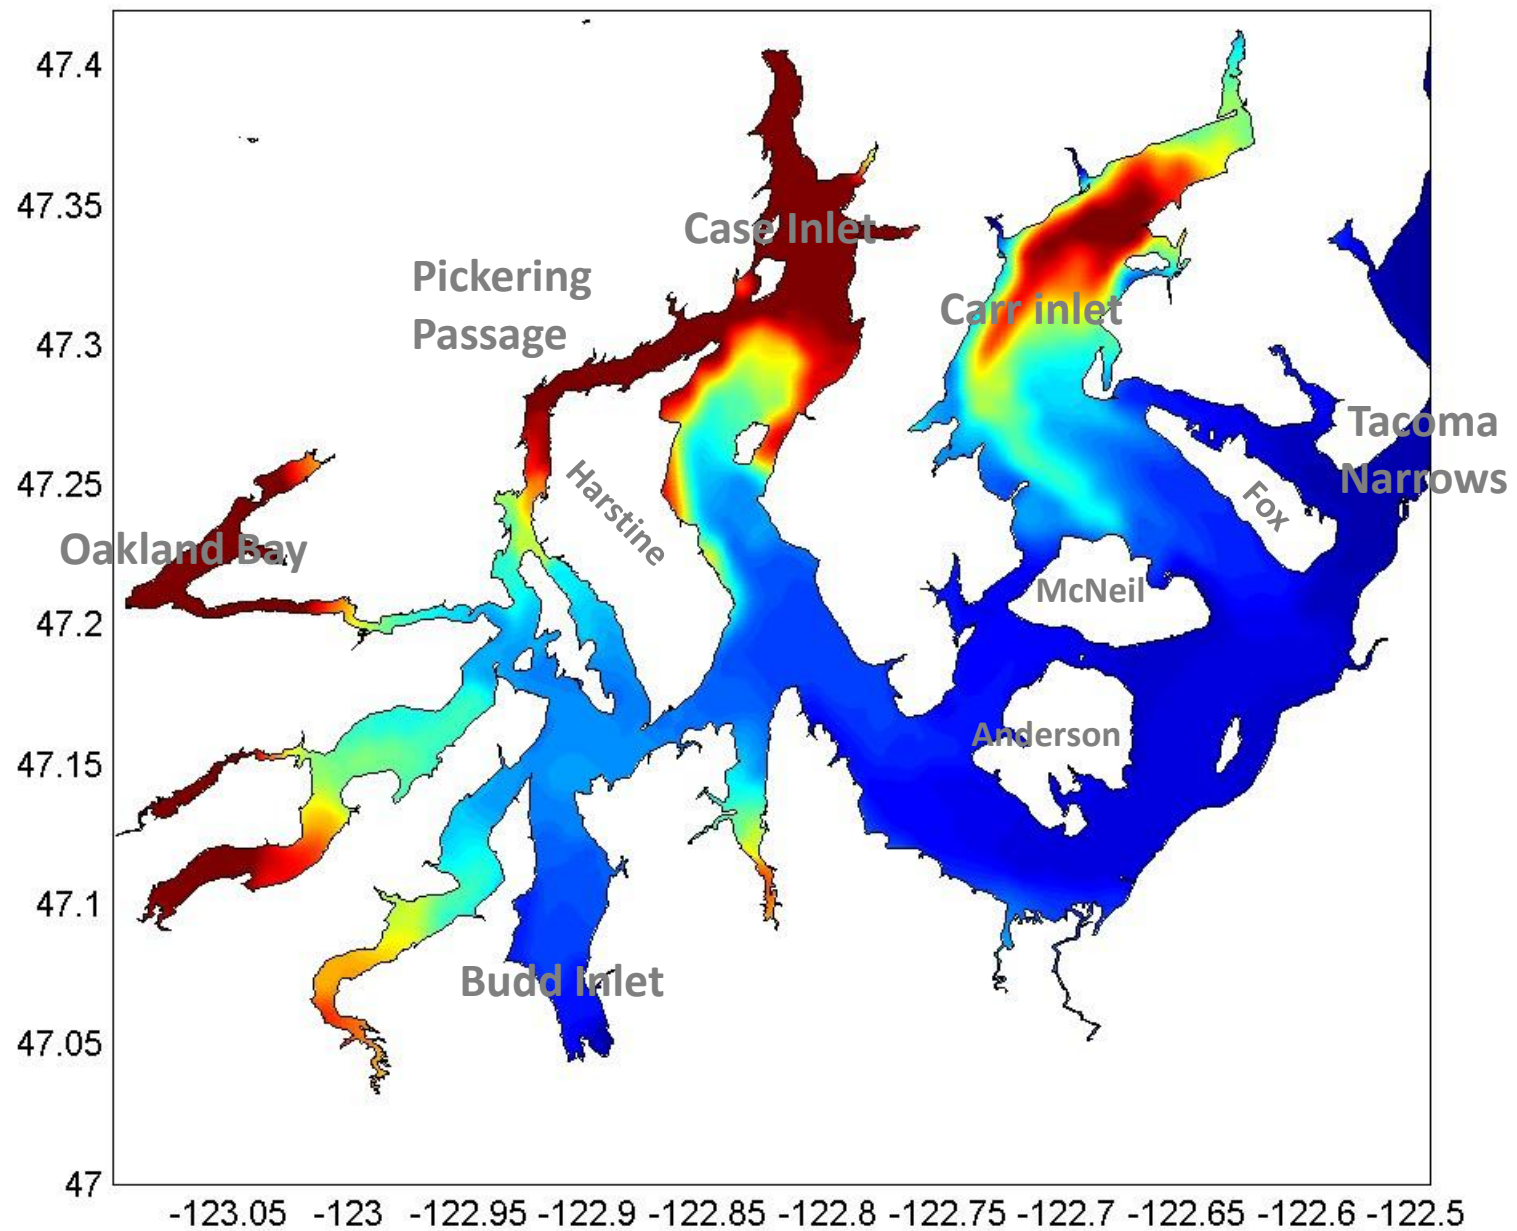 47.4
47.35
Case Inlet
Pickering
Passage
Carr inlet
47.3
Tacoma
Narrows
47.25
Harstine
Fox
Oakland Bay
McNeil
47.2
Anderson
47.15
47.1
Budd Inlet
47.05
47
-123.05 -123 -122.95 -122.9 -122.85 -122.8 -122.75 -122.7 -122.65 -122.6 -122.55 -122.5